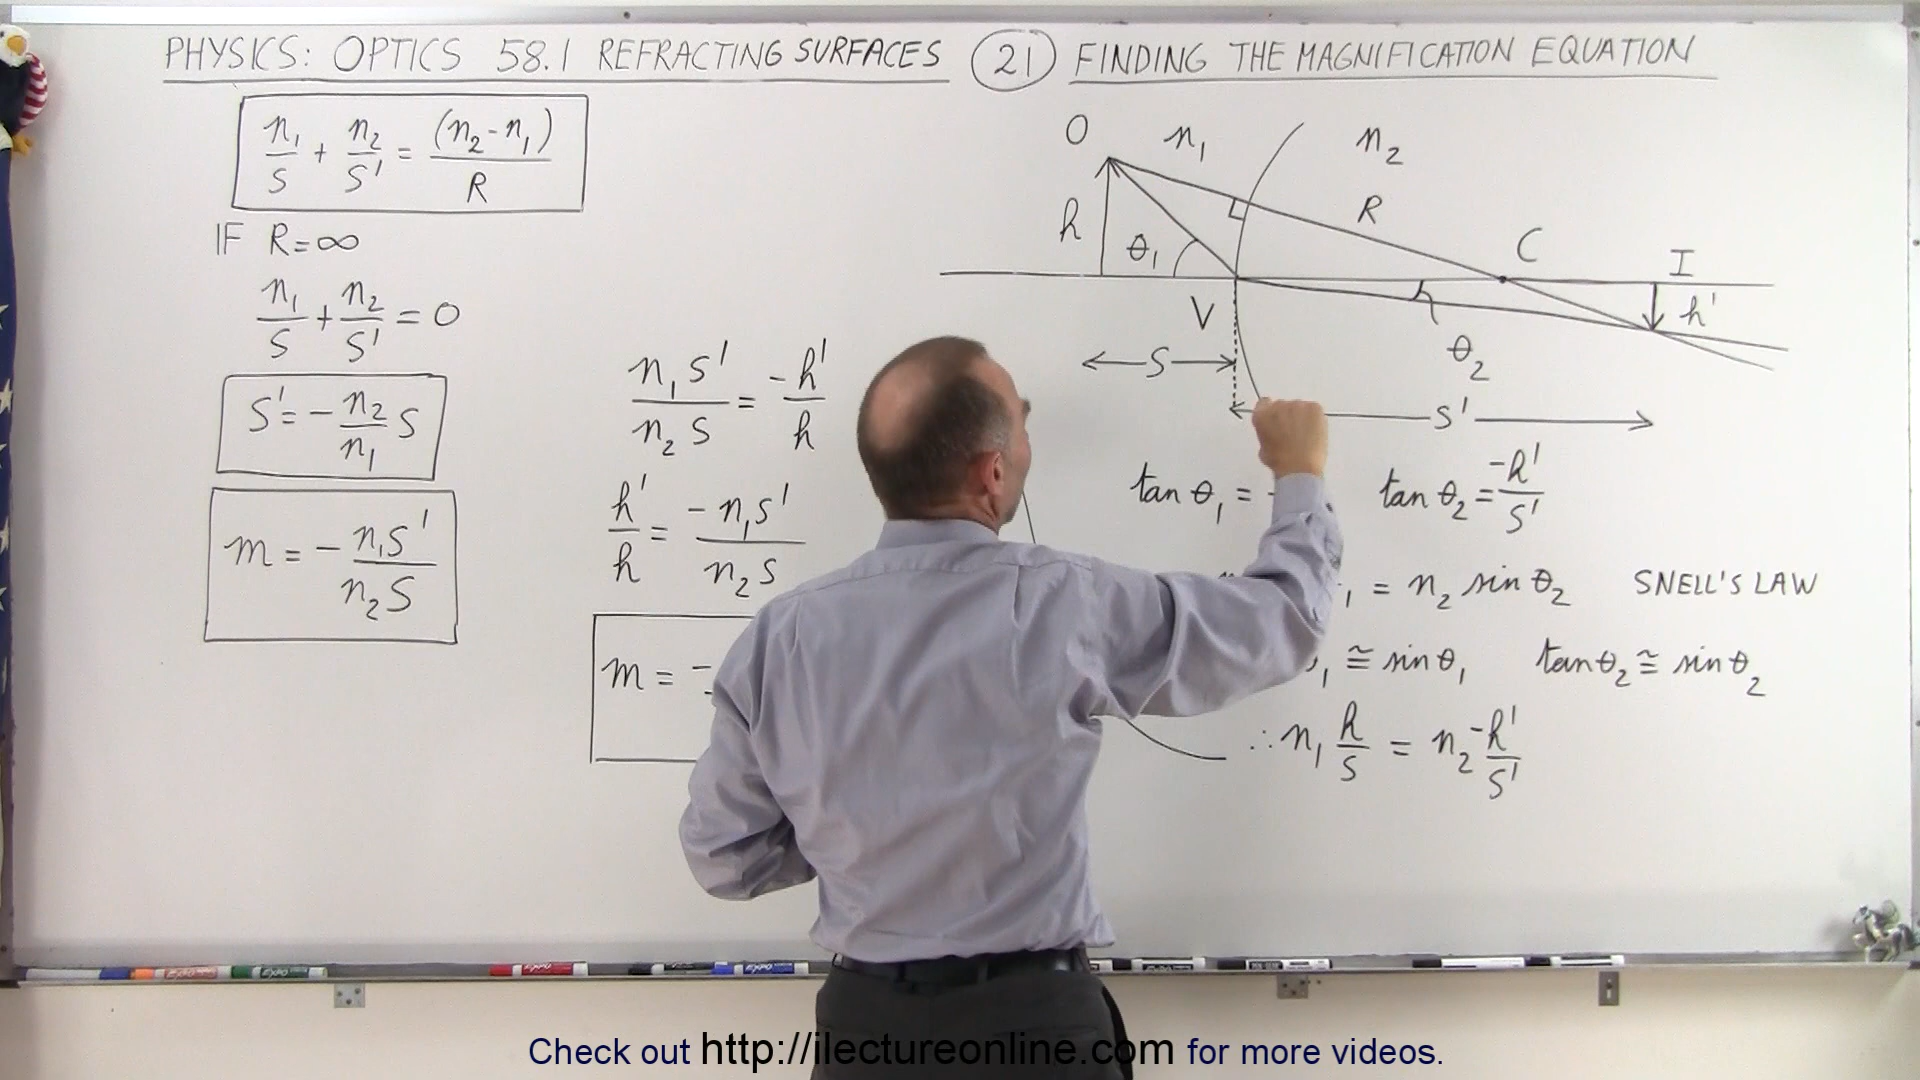 PHYSICS: OPTICS 58.1 REFRACTING SURFACES 21 FINDING THE MAGNIFICATION EQUATION
n₁/s + n₂/s' = (n₂-n₁)/R
IF R=∞
n₁/s + n₂/s' = 0
s' = - n₂/n₁ s
m = - n₁s'/n₂s
n₁s'/n₂s = -h'/h
h'/h = -n₁s'/n₂s
m = -
O n₁ n₂
R
h θ₁ C I
V h'
θ₂
s
s'
tan θ₁ = tan θ₂ = -h'/s'
₁ = n₂ sin θ₂ SNELL'S LAW
₁ ≅ sin θ₁ tan θ₂ ≅ sin θ₂
∴ n₁ h/s = n₂ -h'/s'
Check out http://ilectureonline.com for more videos.